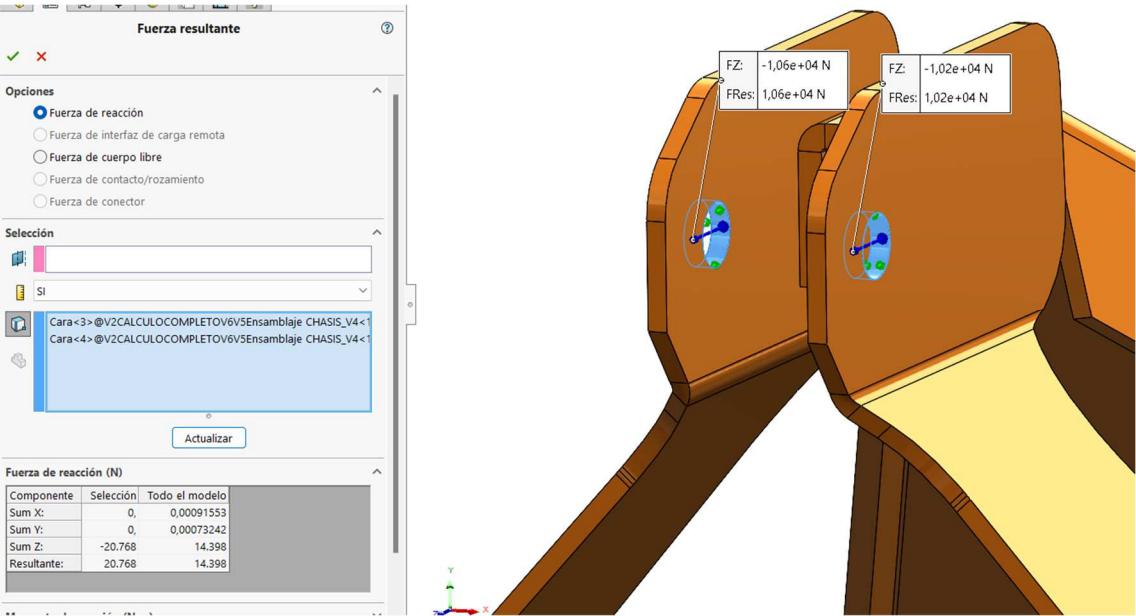 Fuerza resultante
Opciones
Fuerza de reacción
Fuerza de interfaz de carga remota
Fuerza de cuerpo libre
Fuerza de contacto/rozamiento
Fuerza de conector
Selección
SI
Cara<3>@V2CALCULOCOMPLETOV6V5Ensamblaje CHASIS_V4<1
Cara<4>@V2CALCULOCOMPLETOV6V5Ensamblaje CHASIS_V4<1
Actualizar
Fuerza de reacción (N)
Componente Selección Todo el modelo
Sum X: 0, 0,00091553
Sum Y: 0, 0,00073242
Sum Z: -20.768 14.398
Resultante: 20.768 14.398
FZ: -1,06e+04 N
FRes: 1,06e+04 N
FZ: -1,02e+04 N
FRes: 1,02e+04 N
Y
X
Z